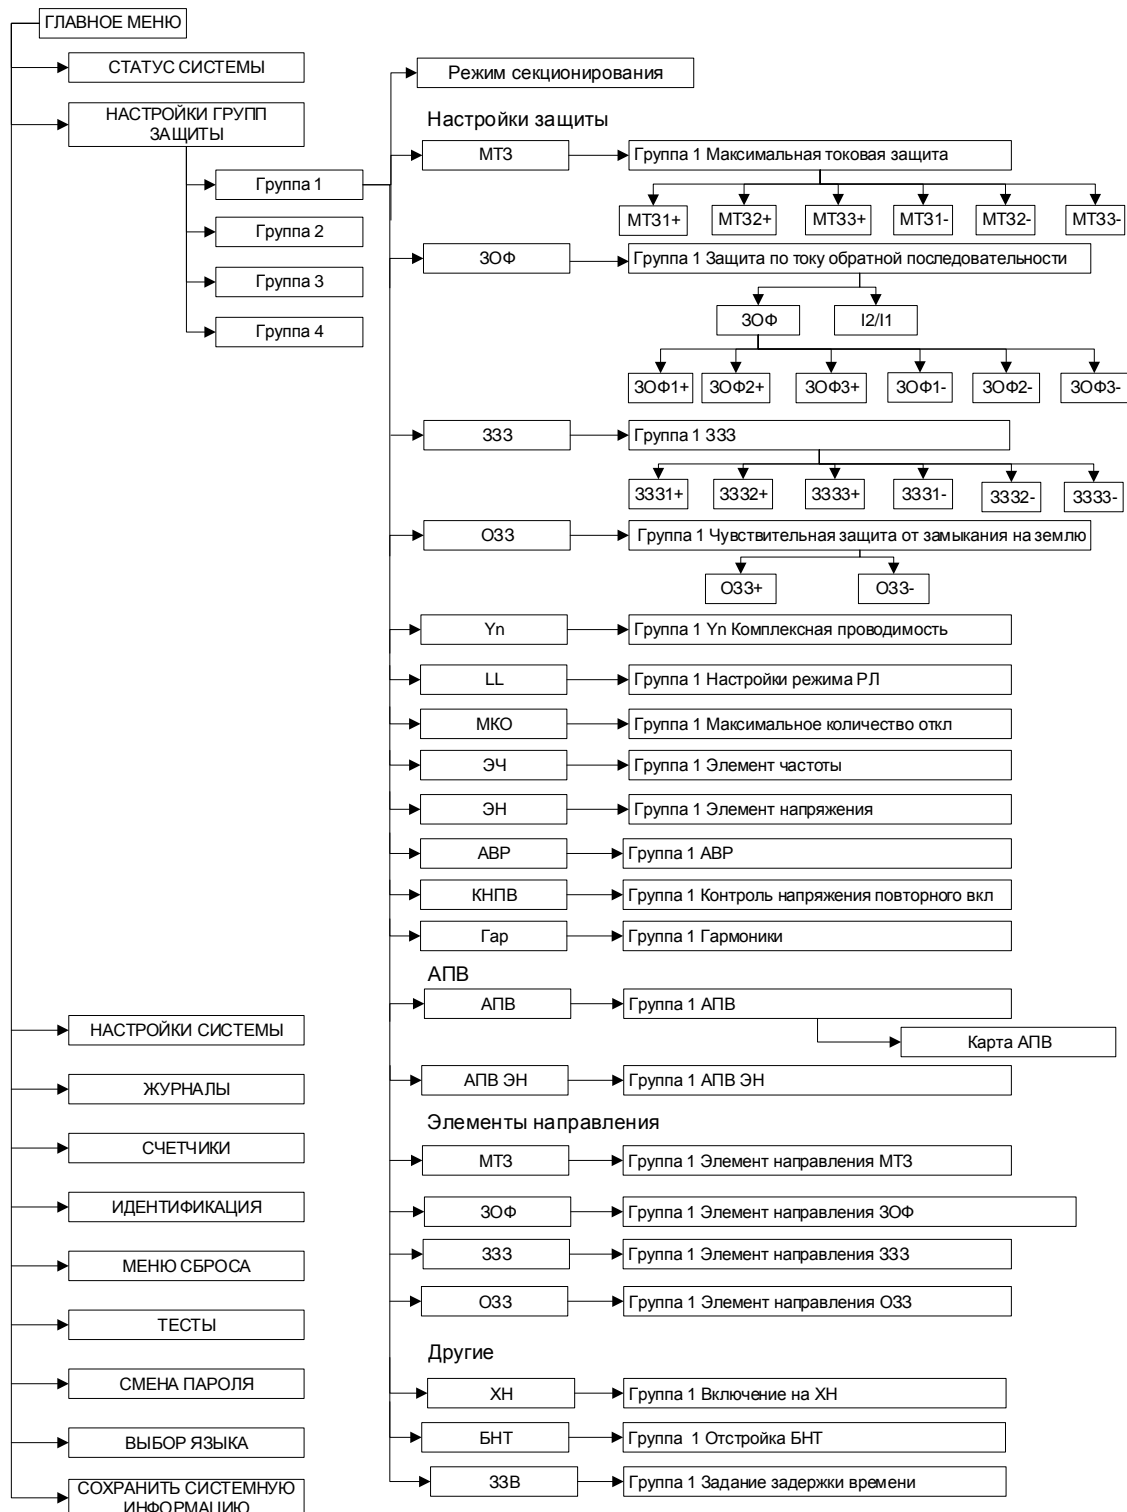 ГЛАВНОЕ МЕНЮ
СТАТУС СИСТЕМЫ
НАСТРОЙКИ ГРУПП
ЗАЩИТЫ
Группа 1
Группа 2
Группа 3
Группа 4
Режим секционирования
Настройки защиты
МТЗ
Группа 1 Максимальная токовая защита
МТЗ1+ МТЗ2+ МТЗ3+ МТЗ1- МТЗ2- МТЗ3-
ЗОФ
Группа 1 Защита по току обратной последовательности
ЗОФ I2/I1
ЗОФ1+ ЗОФ2+ ЗОФ3+ ЗОФ1- ЗОФ2- ЗОФ3-
ЗЗЗ
Группа 1 ЗЗЗ
ЗЗЗ1+ ЗЗЗ2+ ЗЗЗ3+ ЗЗЗ1- ЗЗЗ2- ЗЗЗ3-
ОЗЗ
Группа 1 Чувствительная защита от замыкания на землю
ОЗЗ+ ОЗЗ-
Yn
Группа 1 Yn Комплексная проводимость
LL
Группа 1 Настройки режима РЛ
МКО
Группа 1 Максимальное количество откл
ЭЧ
Группа 1 Элемент частоты
ЭН
Группа 1 Элемент напряжения
АВР
Группа 1 АВР
КНПВ
Группа 1 Контроль напряжения повторного вкл
Гар
Группа 1 Гармоники
АПВ
АПВ
Группа 1 АПВ
Карта АПВ
АПВ ЭН
Группа 1 АПВ ЭН
Элементы направления
МТЗ
Группа 1 Элемент направления МТЗ
ЗОФ
Группа 1 Элемент направления ЗОФ
ЗЗЗ
Группа 1 Элемент направления ЗЗЗ
ОЗЗ
Группа 1 Элемент направления ОЗЗ
Другие
ХН
Группа 1 Включение на ХН
БНТ
Группа 1 Отстройка БНТ
ЗЗВ
Группа 1 Задание задержки времени
НАСТРОЙКИ СИСТЕМЫ
ЖУРНАЛЫ
СЧЕТЧИКИ
ИДЕНТИФИКАЦИЯ
МЕНЮ СБРОСА
ТЕСТЫ
СМЕНА ПАРОЛЯ
ВЫБОР ЯЗЫКА
СОХРАНИТЬ СИСТЕМНУЮ
ИНФОРМАЦИЮ